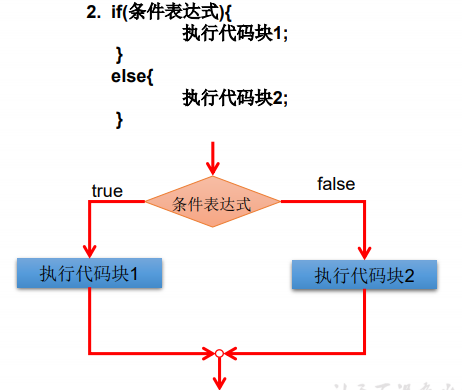 2. if(条件表达式){
执行代码块1;
}
else{
执行代码块2;
}
true
false
条件表达式
执行代码块1
执行代码块2